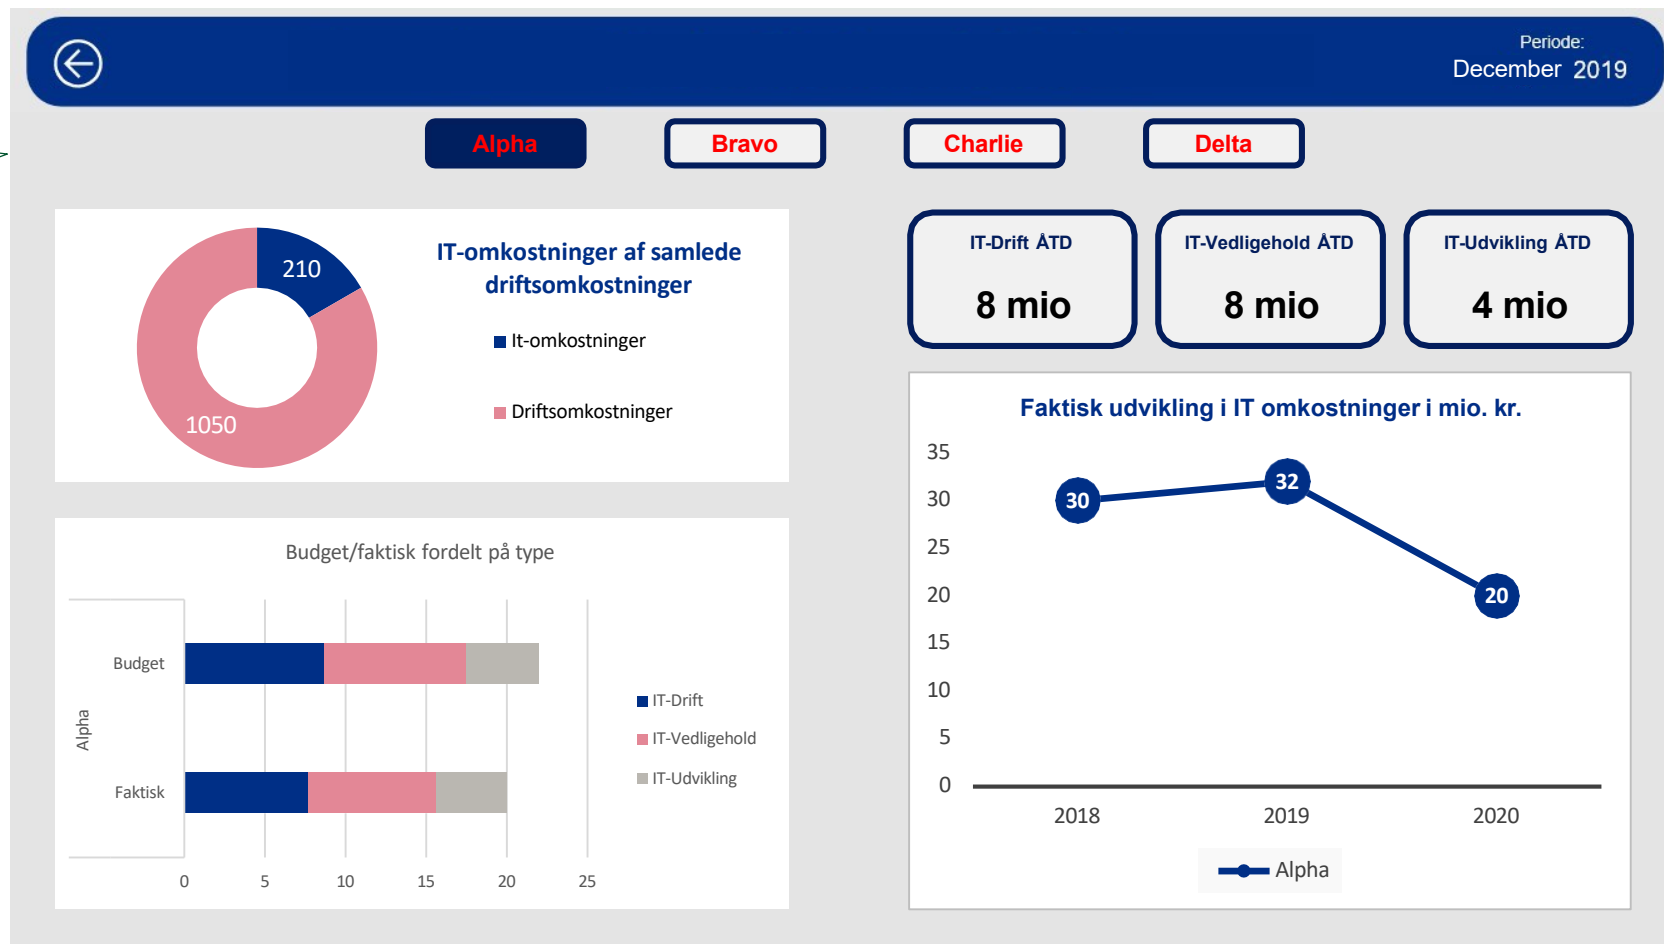 Periode:
December 2019
Alpha
Bravo
Charlie
Delta
IT-omkostninger af samlede
driftsomkostninger
210
1050
It-omkostninger
Driftsomkostninger
IT-Drift ÅTD
8 mio
IT-Vedligehold ÅTD
8 mio
IT-Udvikling ÅTD
4 mio
Budget/faktisk fordelt på type
Alpha
Budget
Faktisk
0 5 10 15 20 25
IT-Drift
IT-Vedligehold
IT-Udvikling
Faktisk udvikling i IT omkostninger i mio. kr.
35
30
25
20
15
10
5
0
30
32
20
2018 2019 2020
Alpha